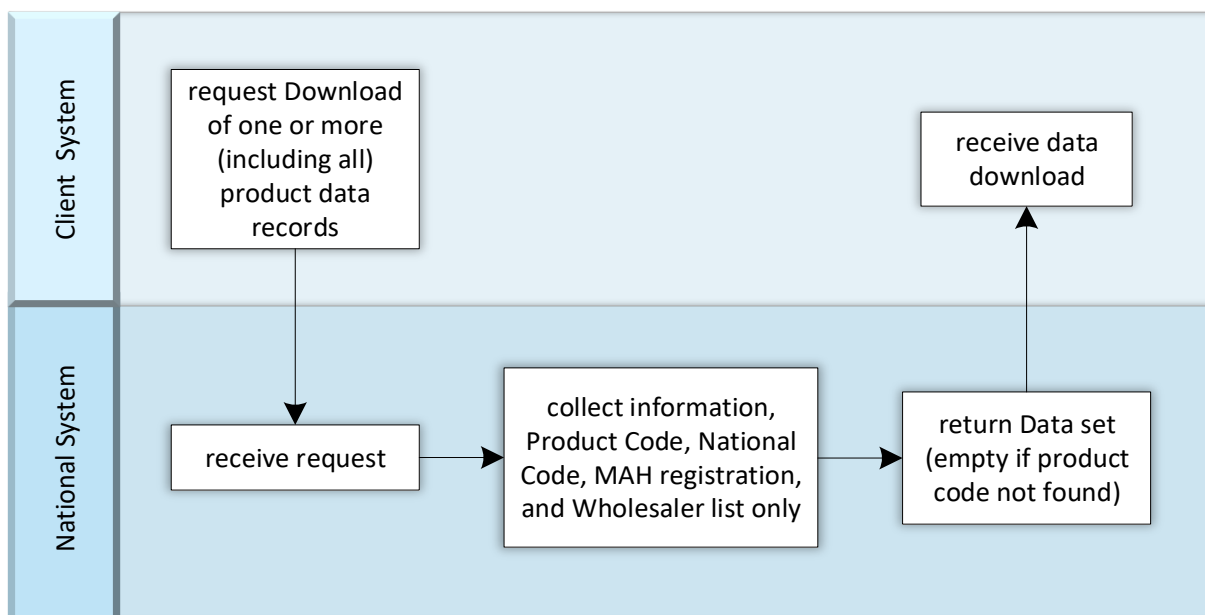 Client System
request Download
of one or more
(including all)
product data
records
receive data
download
National System
receive request
collect information,
Product Code, National
Code, MAH registration,
and Wholesaler list only
return Data set
(empty if product
code not found)